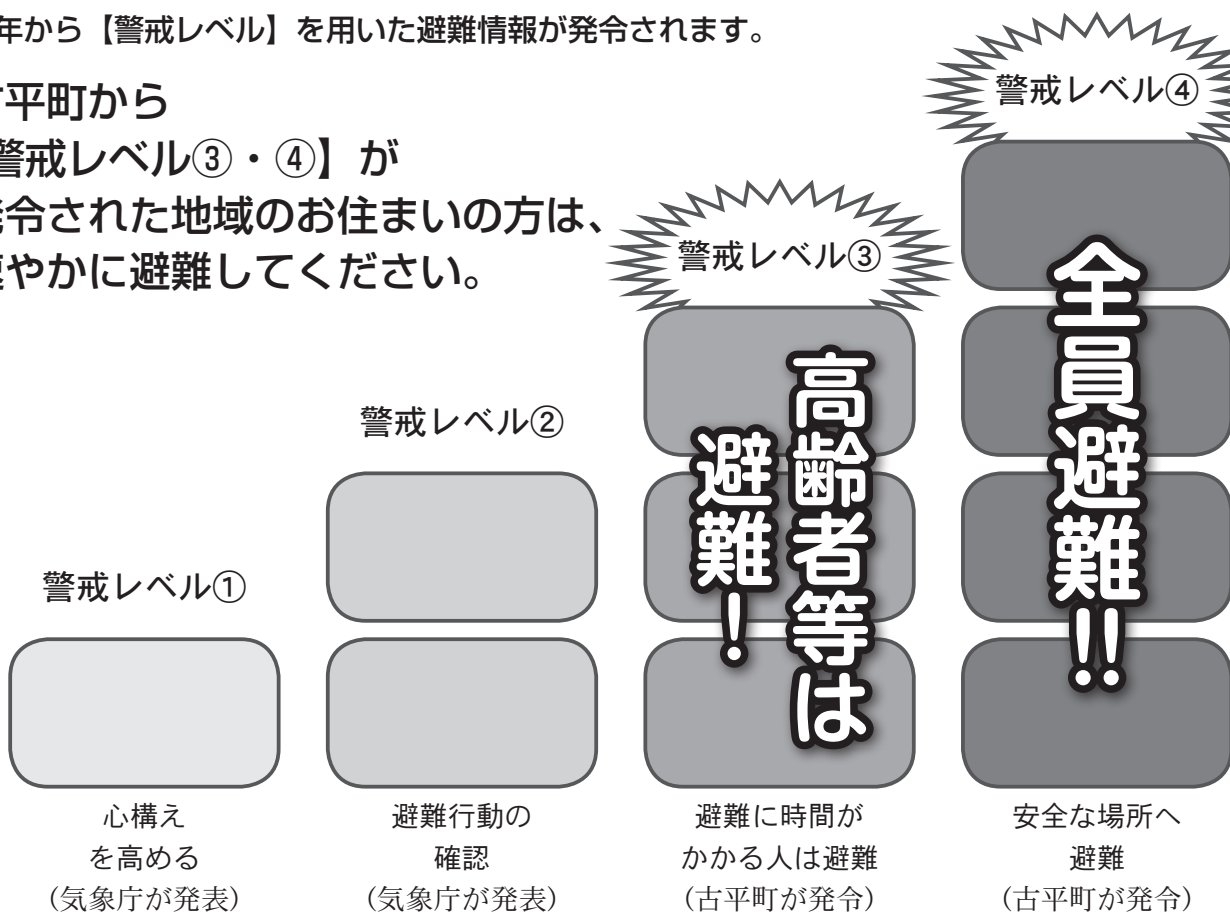 年から【警戒レベル】を用いた避難情報が発令されます。
古平町から
【警戒レベル③・④】が
発令された地域のお住まいの方は、
速やかに避難してください。
警戒レベル①
心構え
を高める
(気象庁が発表)
警戒レベル②
避難行動の
確認
(気象庁が発表)
警戒レベル③
高齢者等は
避難！
避難に時間が
かかる人は避難
(古平町が発令)
警戒レベル④
全員避難!!
安全な場所へ
避難
(古平町が発令)